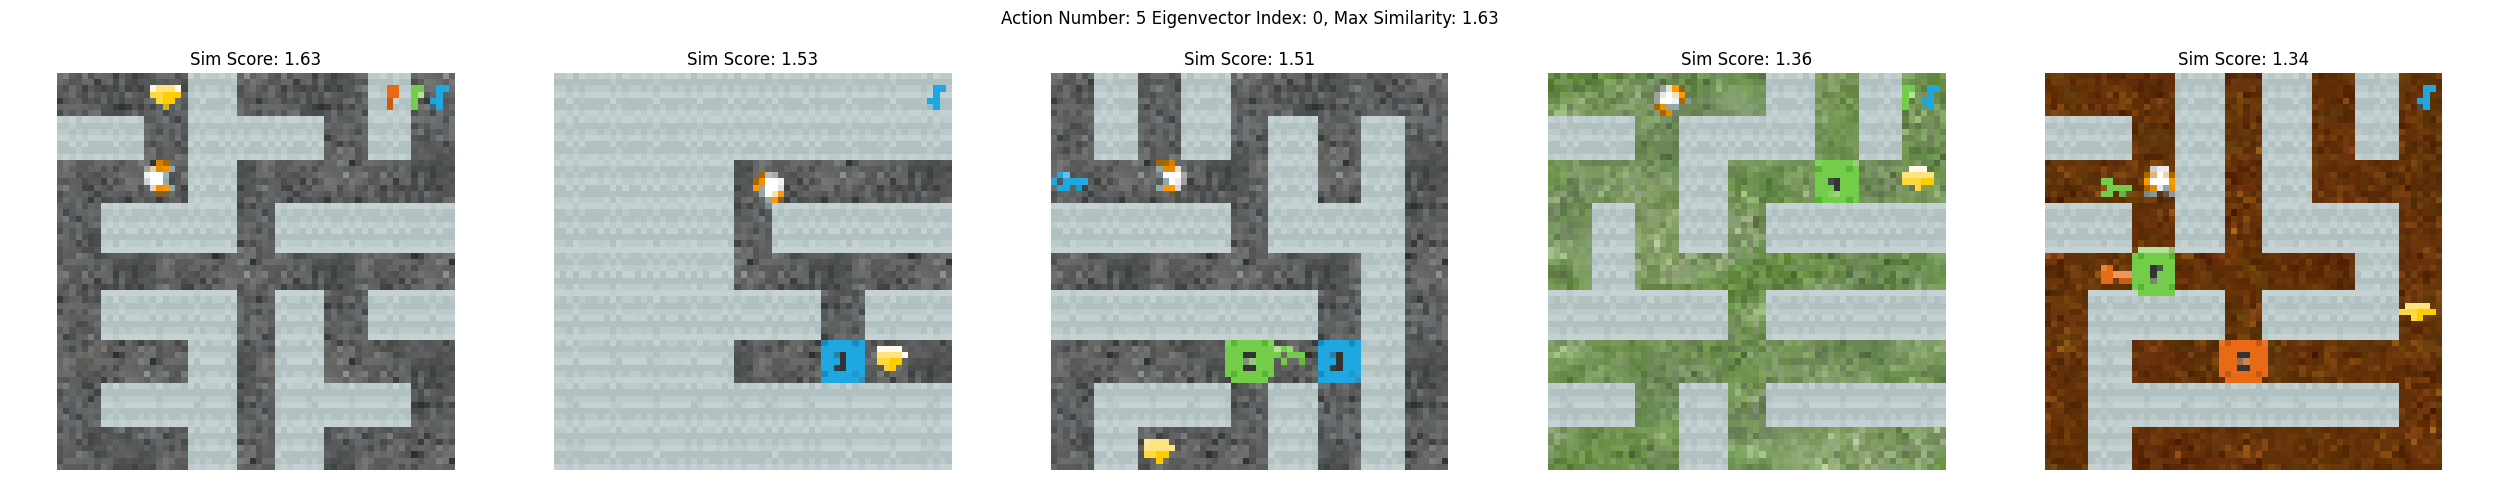 Action Number: 5 Eigenvector Index: 0, Max Similarity: 1.63
Sim Score: 1.63
Sim Score: 1.53
Sim Score: 1.51
Sim Score: 1.36
Sim Score: 1.34